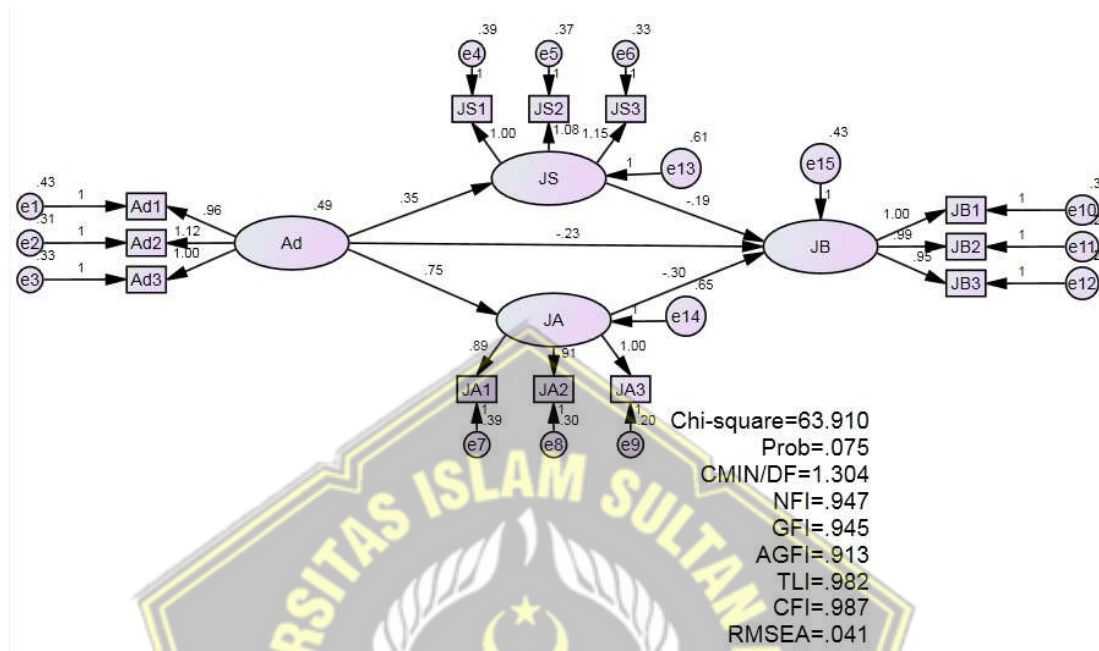 .39
.37
.33
e4
e5
e6
1
1
1
JS1
JS2
JS3
1.00
1.08
1.15
.61
e13
1
JS
.43
e15
1
.43
e1
1
Ad1
.96
.31
e2
1
Ad2
1.12
.33
e3
1
Ad3
1.00
.49
Ad
.35
-.19
-.23
.75
-.30
JB
1.00
JB1
1
e10
.99
JB2
1
e11
.95
JB3
1
e12
.65
e14
1
JA
.89
.91
1.00
JA1
JA2
JA3
1
1
1
.39
.30
.20
e7
e8
e9
Chi-square=63.910
Prob=.075
CMIN/DF=1.304
NFI=.947
GFI=.945
AGFI=.913
TLI=.982
CFI=.987
RMSEA=.041
ISLAM SULTAN